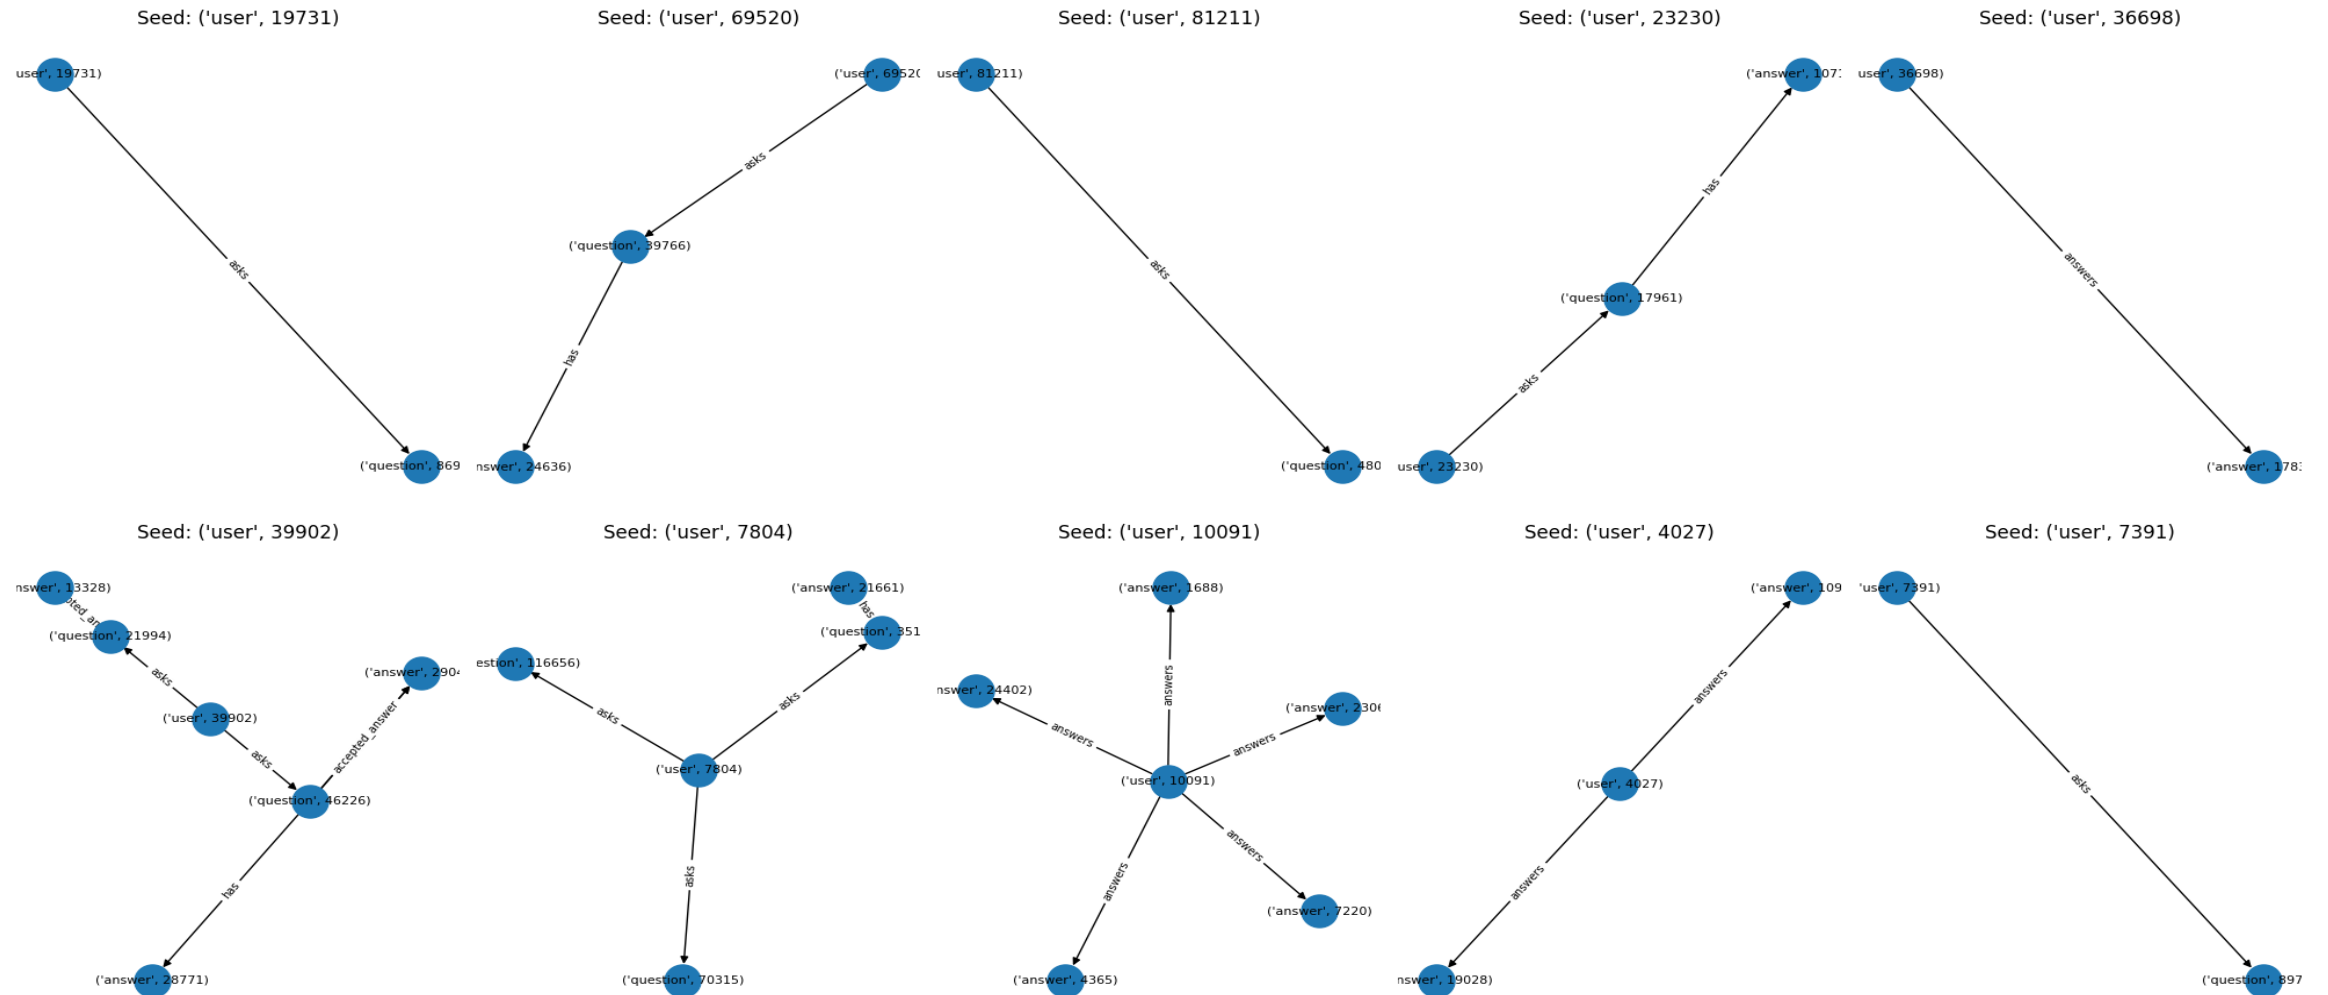 Seed: ('user', 19731)
user', 19731)
asks
('question', 869
Seed: ('user', 69520)
('user', 6952
asks
('question', 39766)
has
nswer', 24636)
Seed: ('user', 81211)
user', 81211)
asks
('question', 480
Seed: ('user', 23230)
('answer', 107
has
('question', 17961)
asks
user', 23230)
Seed: ('user', 36698)
user', 36698)
answers
('answer', 178
Seed: ('user', 39902)
nswer', 13328)
pted_an
('question', 21994)
asks
('answer', 290
('user', 39902)
asks
accepted_answer
('question', 46226)
has
('answer', 28771)
Seed: ('user', 7804)
('answer', 21661)
has
('question', 351
estion', 116656)
asks
asks
('user', 7804)
asks
('question', 70315)
Seed: ('user', 10091)
('answer', 1688)
answers
nswer', 24402)
('answer', 230
answers
answers
('user', 10091)
answers
answers
('answer', 7220)
('answer', 4365)
Seed: ('user', 4027)
('answer', 109
answers
('user', 4027)
answers
nswer', 19028)
Seed: ('user', 7391)
'user', 7391)
asks
('question', 897